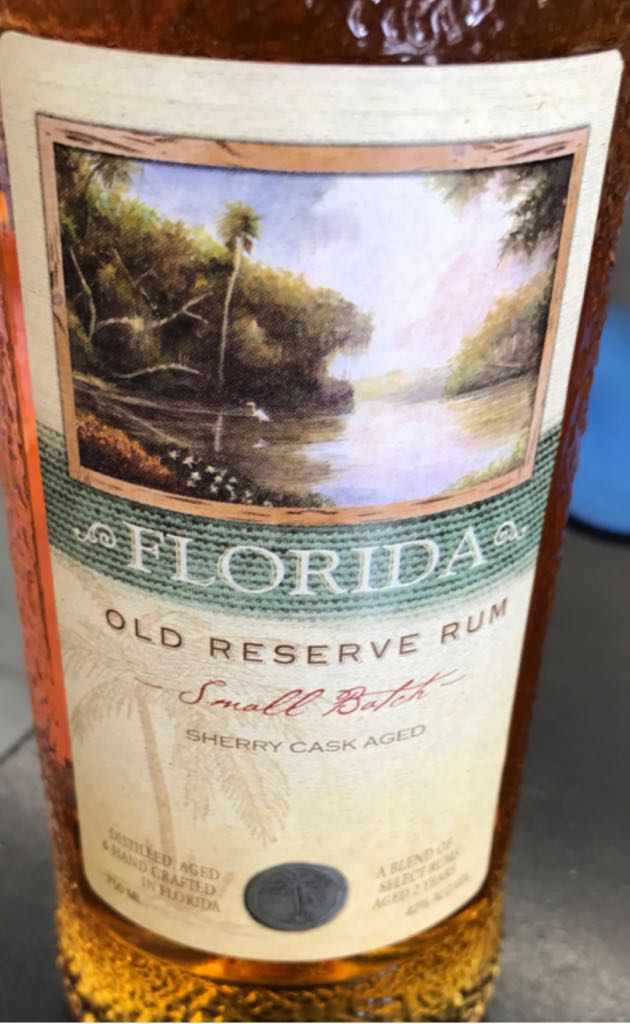 FLORIDA
OLD RESERVE RUM
Small Batch
SHERRY CASK AGED
DISTILLED, AGED
& HAND CRAFTED
IN FLORIDA
750 ML
A BLEND OF
SELECT RUMS
AGED 2 YEARS
42%